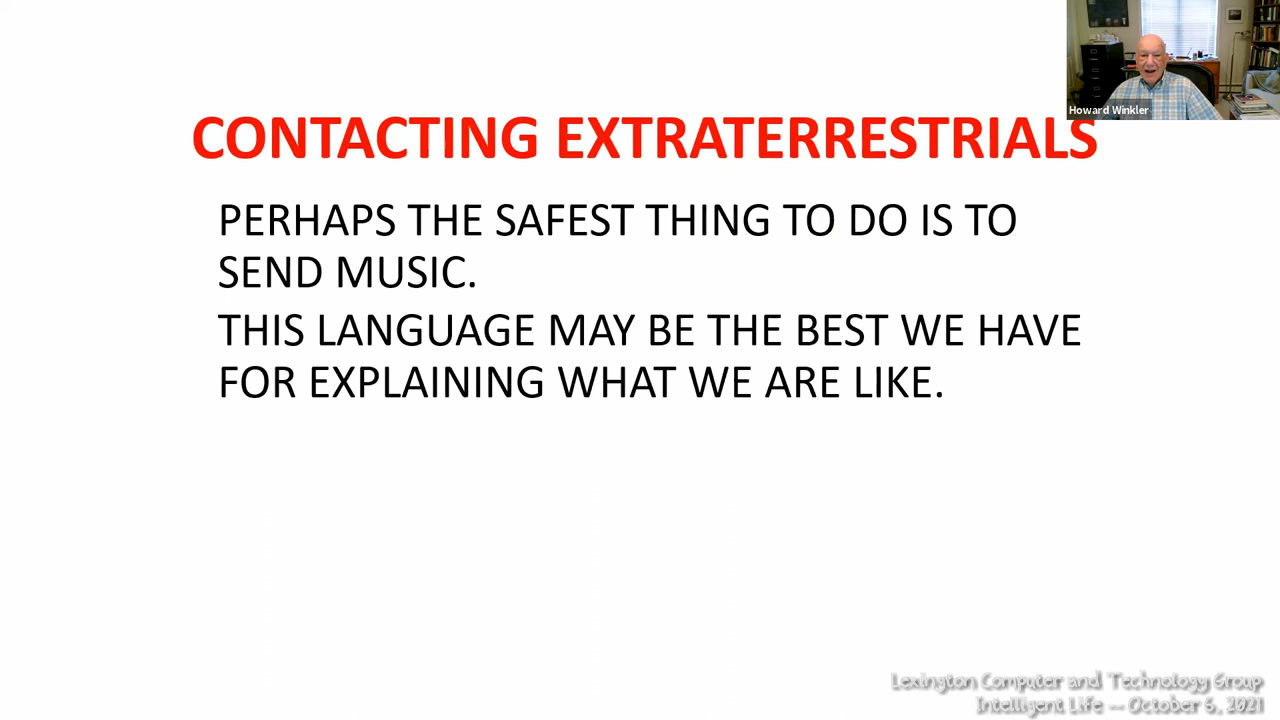 Howard Winkler
CONTACTING EXTRATERRESTRIALS
PERHAPS THE SAFEST THING TO DO IS TO
SEND MUSIC.
THIS LANGUAGE MAY BE THE BEST WE HAVE
FOR EXPLAINING WHAT WE ARE LIKE.
Lexington Computer and Technology Group
Intelligent Life -- October 6, 2021